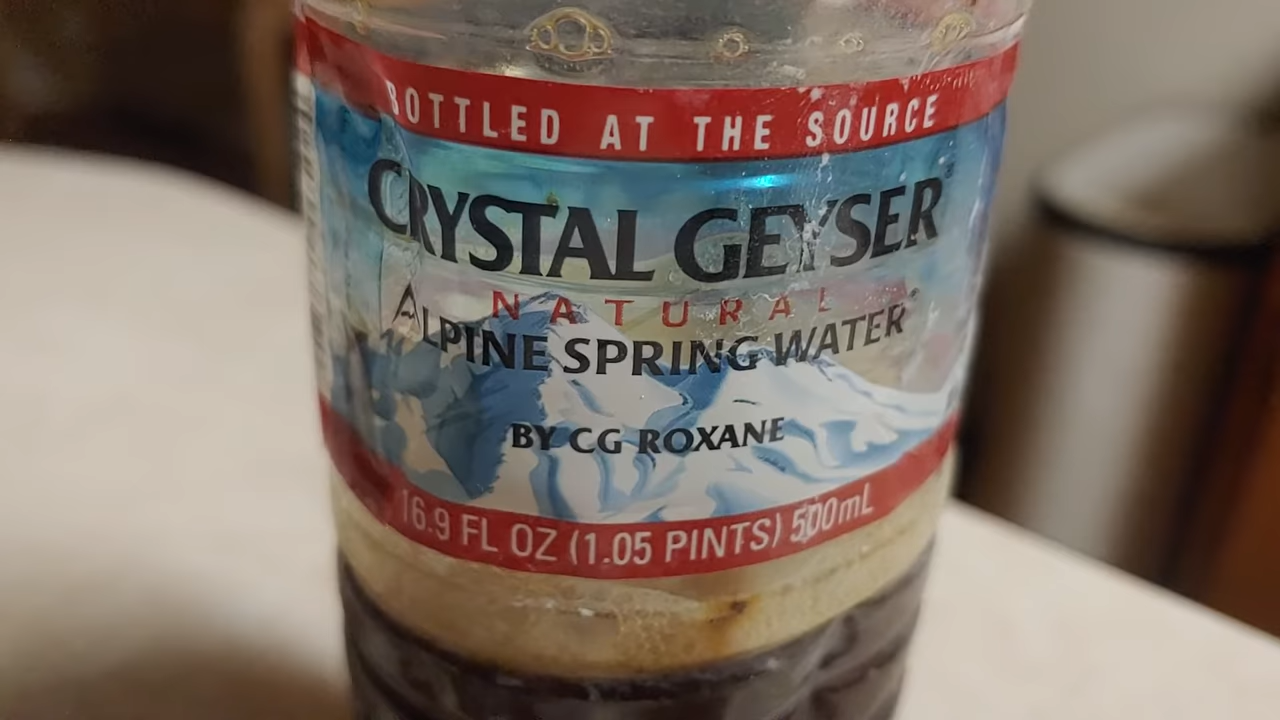 BOTTLED AT THE SOURCE
CRYSTAL GEYSER®
NATURAL
ALPINE SPRING WATER®
BY CG ROXANE
16.9 FL OZ (1.05 PINTS) 500mL